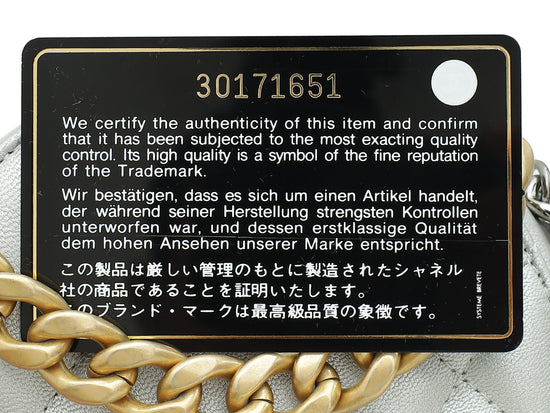 30171651
We certify the authenticity of this item and confirm
that it has been subjected to the most exacting quality
control. Its high quality is a symbol of the fine reputation
of the Trademark.
Wir bestätigen, dass es sich um einen Artikel handelt,
der während seiner Herstellung strengsten Kontrollen
unterworfen war, und dessen erstklassige Qualität
dem hohen Ansehen unserer Marke entspricht.
この製品は厳しい管理のもとに製造されたシャネル
社の商品であることを証明いたします。
このブランド・マークは最高級品質の象徴です。
SYSTEME BREVETE